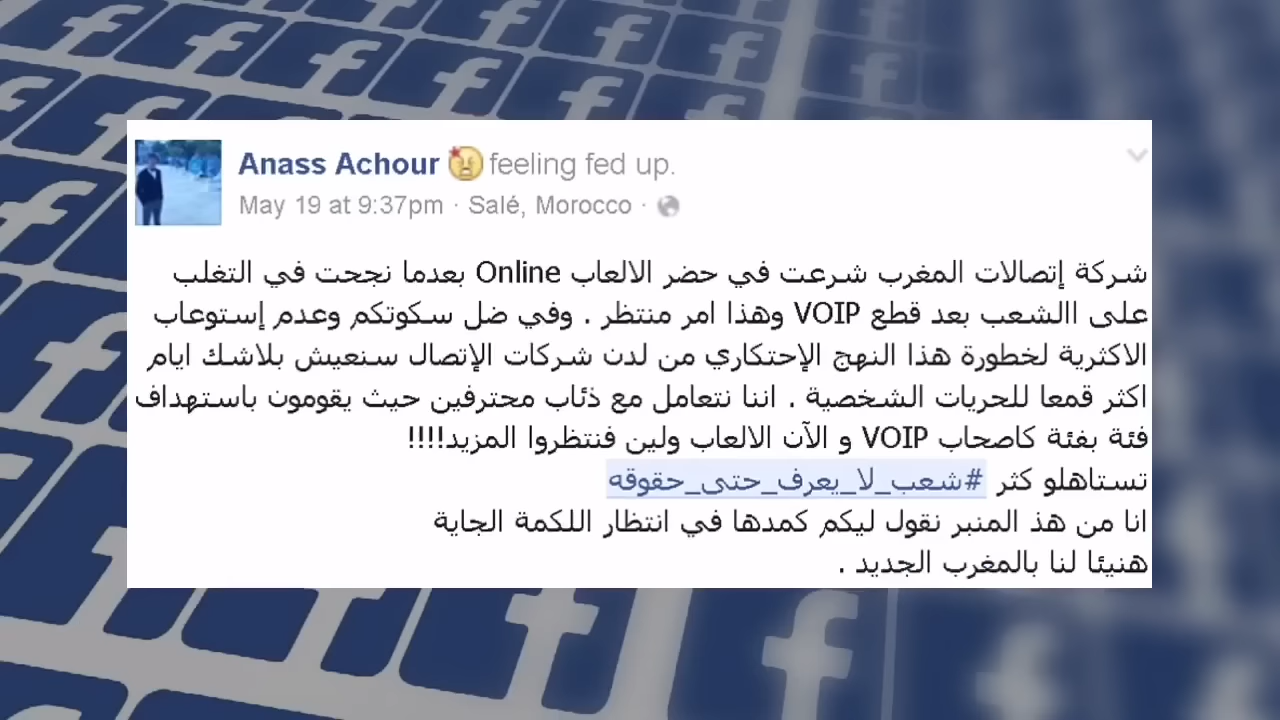 Anass Achour feeling fed up.
May 19 at 9:37pm · Salé, Morocco ·
شركة إتصالات المغرب شرعت في حضر الالعاب Online بعدما نجحت في التغلب
على االشعب بعد قطع VOIP وهذا امر منتظر . وفي ضل سكوتكم وعدم إستوعاب
الاكثرية لخطورة هذا النهج الإحتكاري من لدن شركات الإتصال سنعيش بلاشك ايام
اكثر قمعا للحريات الشخصية . اننا نتعامل مع ذئاب محترفين حيث يقومون باستهداف
فئة بفئة كاصحاب VOIP و الآن الالعاب ولين فنتظروا المزيد!!!!
تستاهلو كثر #شعب_لا_يعرف_حتى_حقوقه
انا من هذ المنبر نقول ليكم كمدها في انتظار اللكمة الجاية
هنيئا لنا بالمغرب الجديد .